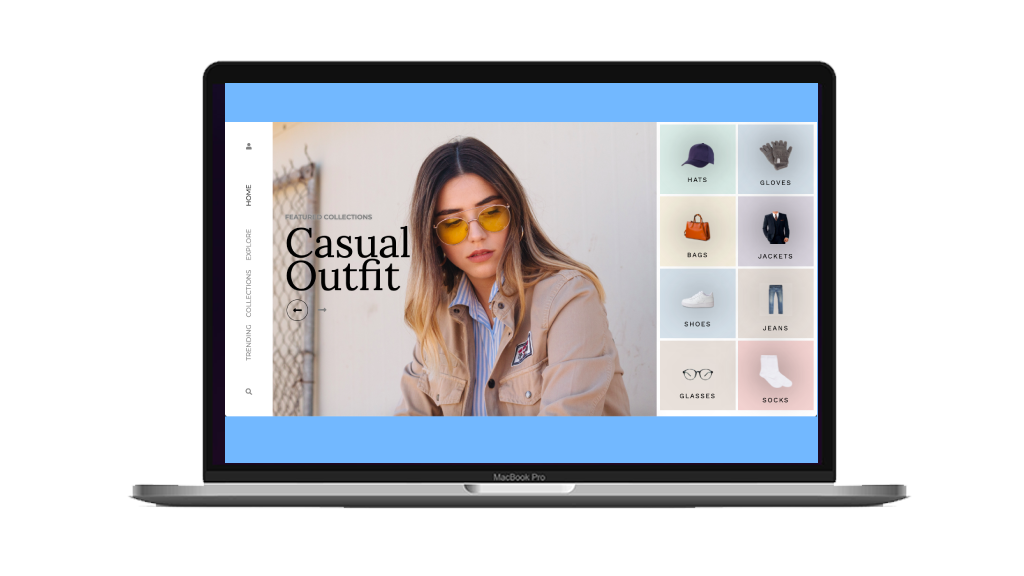 HOME
EXPLORE
COLLECTIONS
TRENDING
FEATURED COLLECTIONS
Casual
Outfit
HATS
GLOVES
BAGS
JACKETS
SHOES
JEANS
GLASSES
SOCKS
MacBook Pro